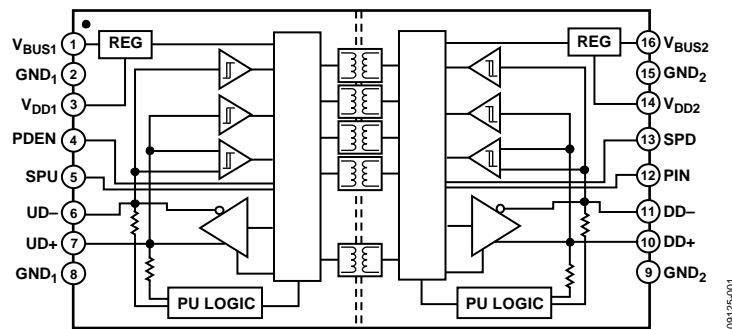 VBUS1 1 REG REG 16 VBUS2
GND1 2 15 GND2
VDD1 3 14 VDD2
PDEN 4 13 SPD
SPU 5 12 PIN
UD– 6 11 DD–
UD+ 7 10 DD+
GND1 8 9 GND2
PU LOGIC PU LOGIC
09125-001